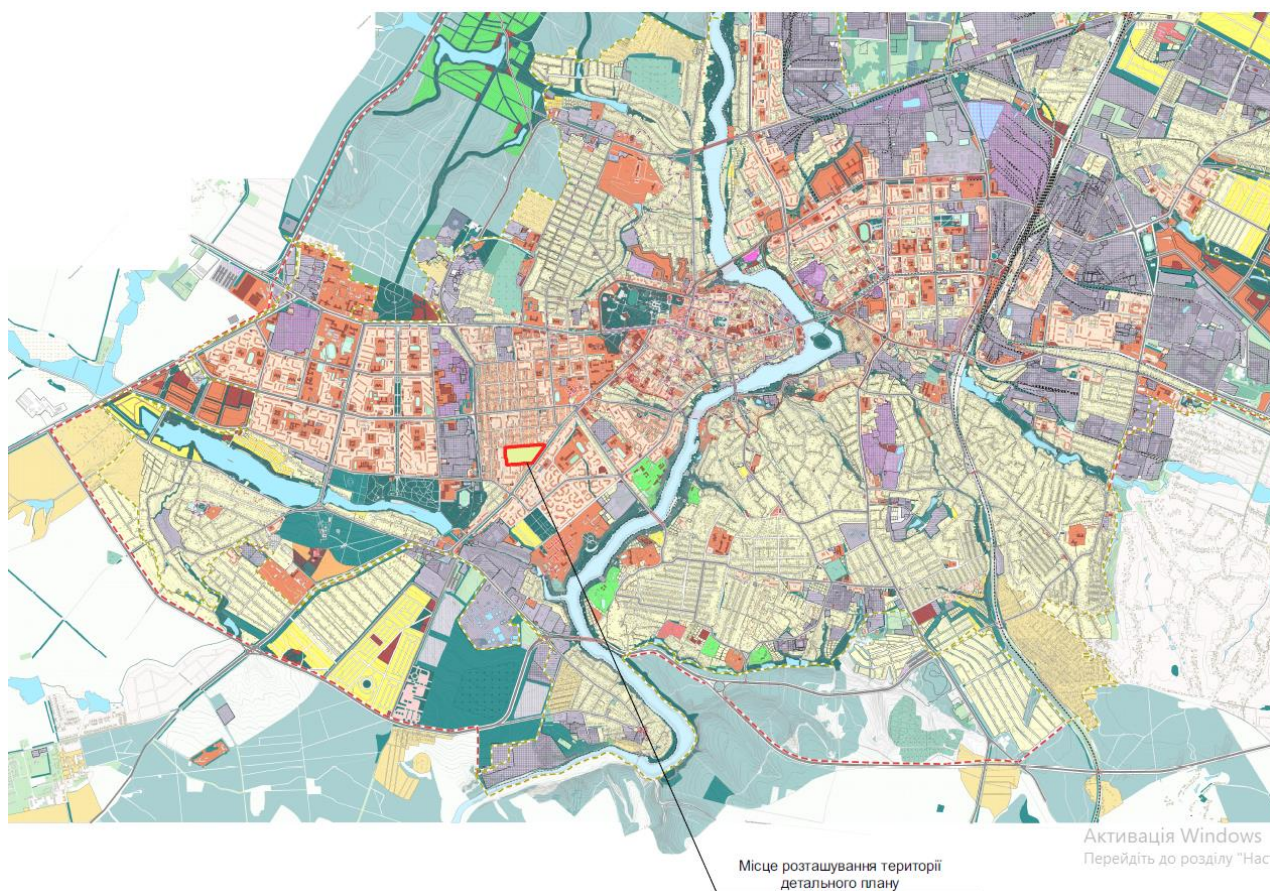 Активація Windows
Перейдіть до розділу "Нас
Місце розташування території
детального плану